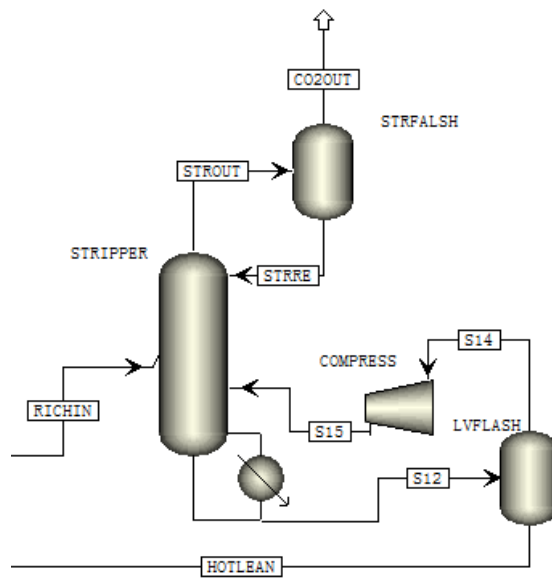 CO2OUT
STRFALSH
STROUT
STRIPPER
STRRE
S14
COMPRESS
RICHIN
S15
LVFLASH
S12
HOTLEAN